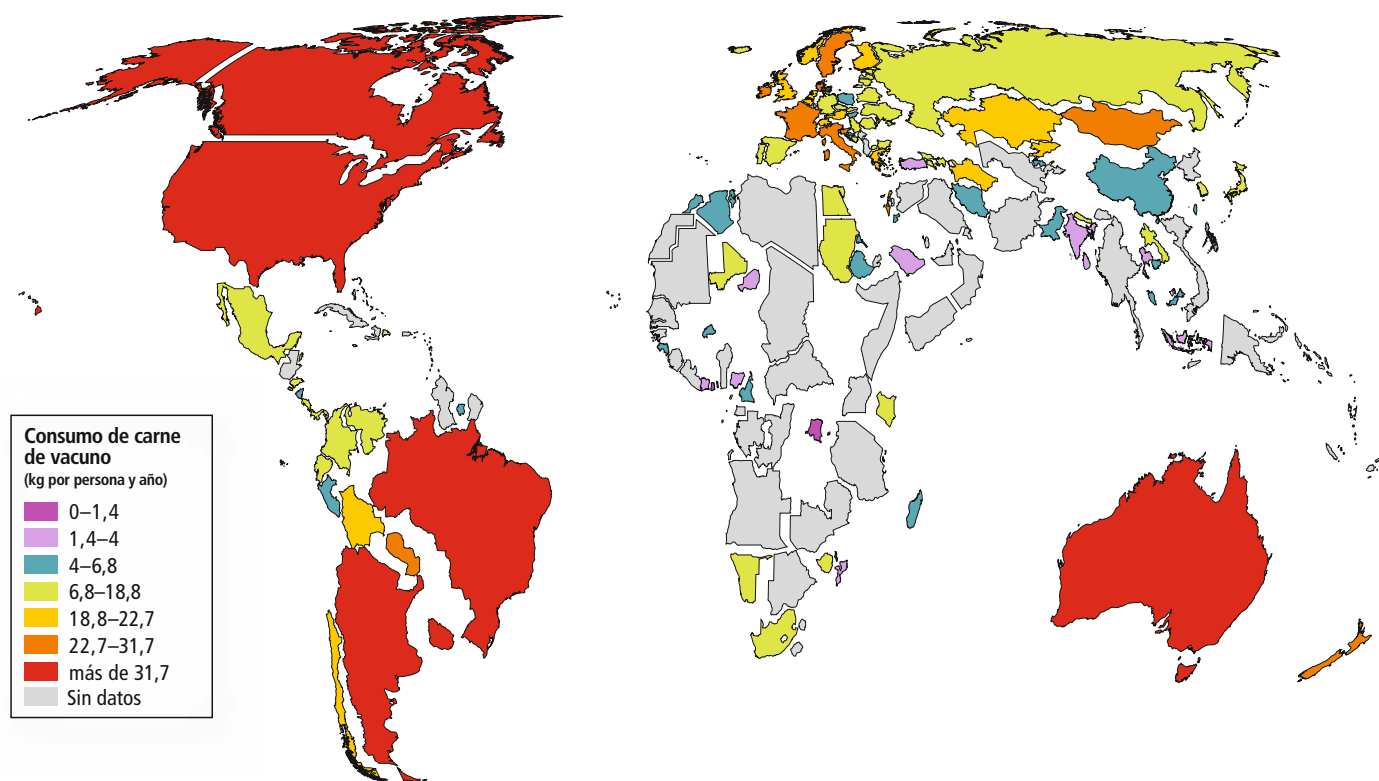 Consumo de carne
de vacuno
(kg por persona y año)
0–1,4
1,4–4
4–6,8
6,8–18,8
18,8–22,7
22,7–31,7
más de 31,7
Sin datos